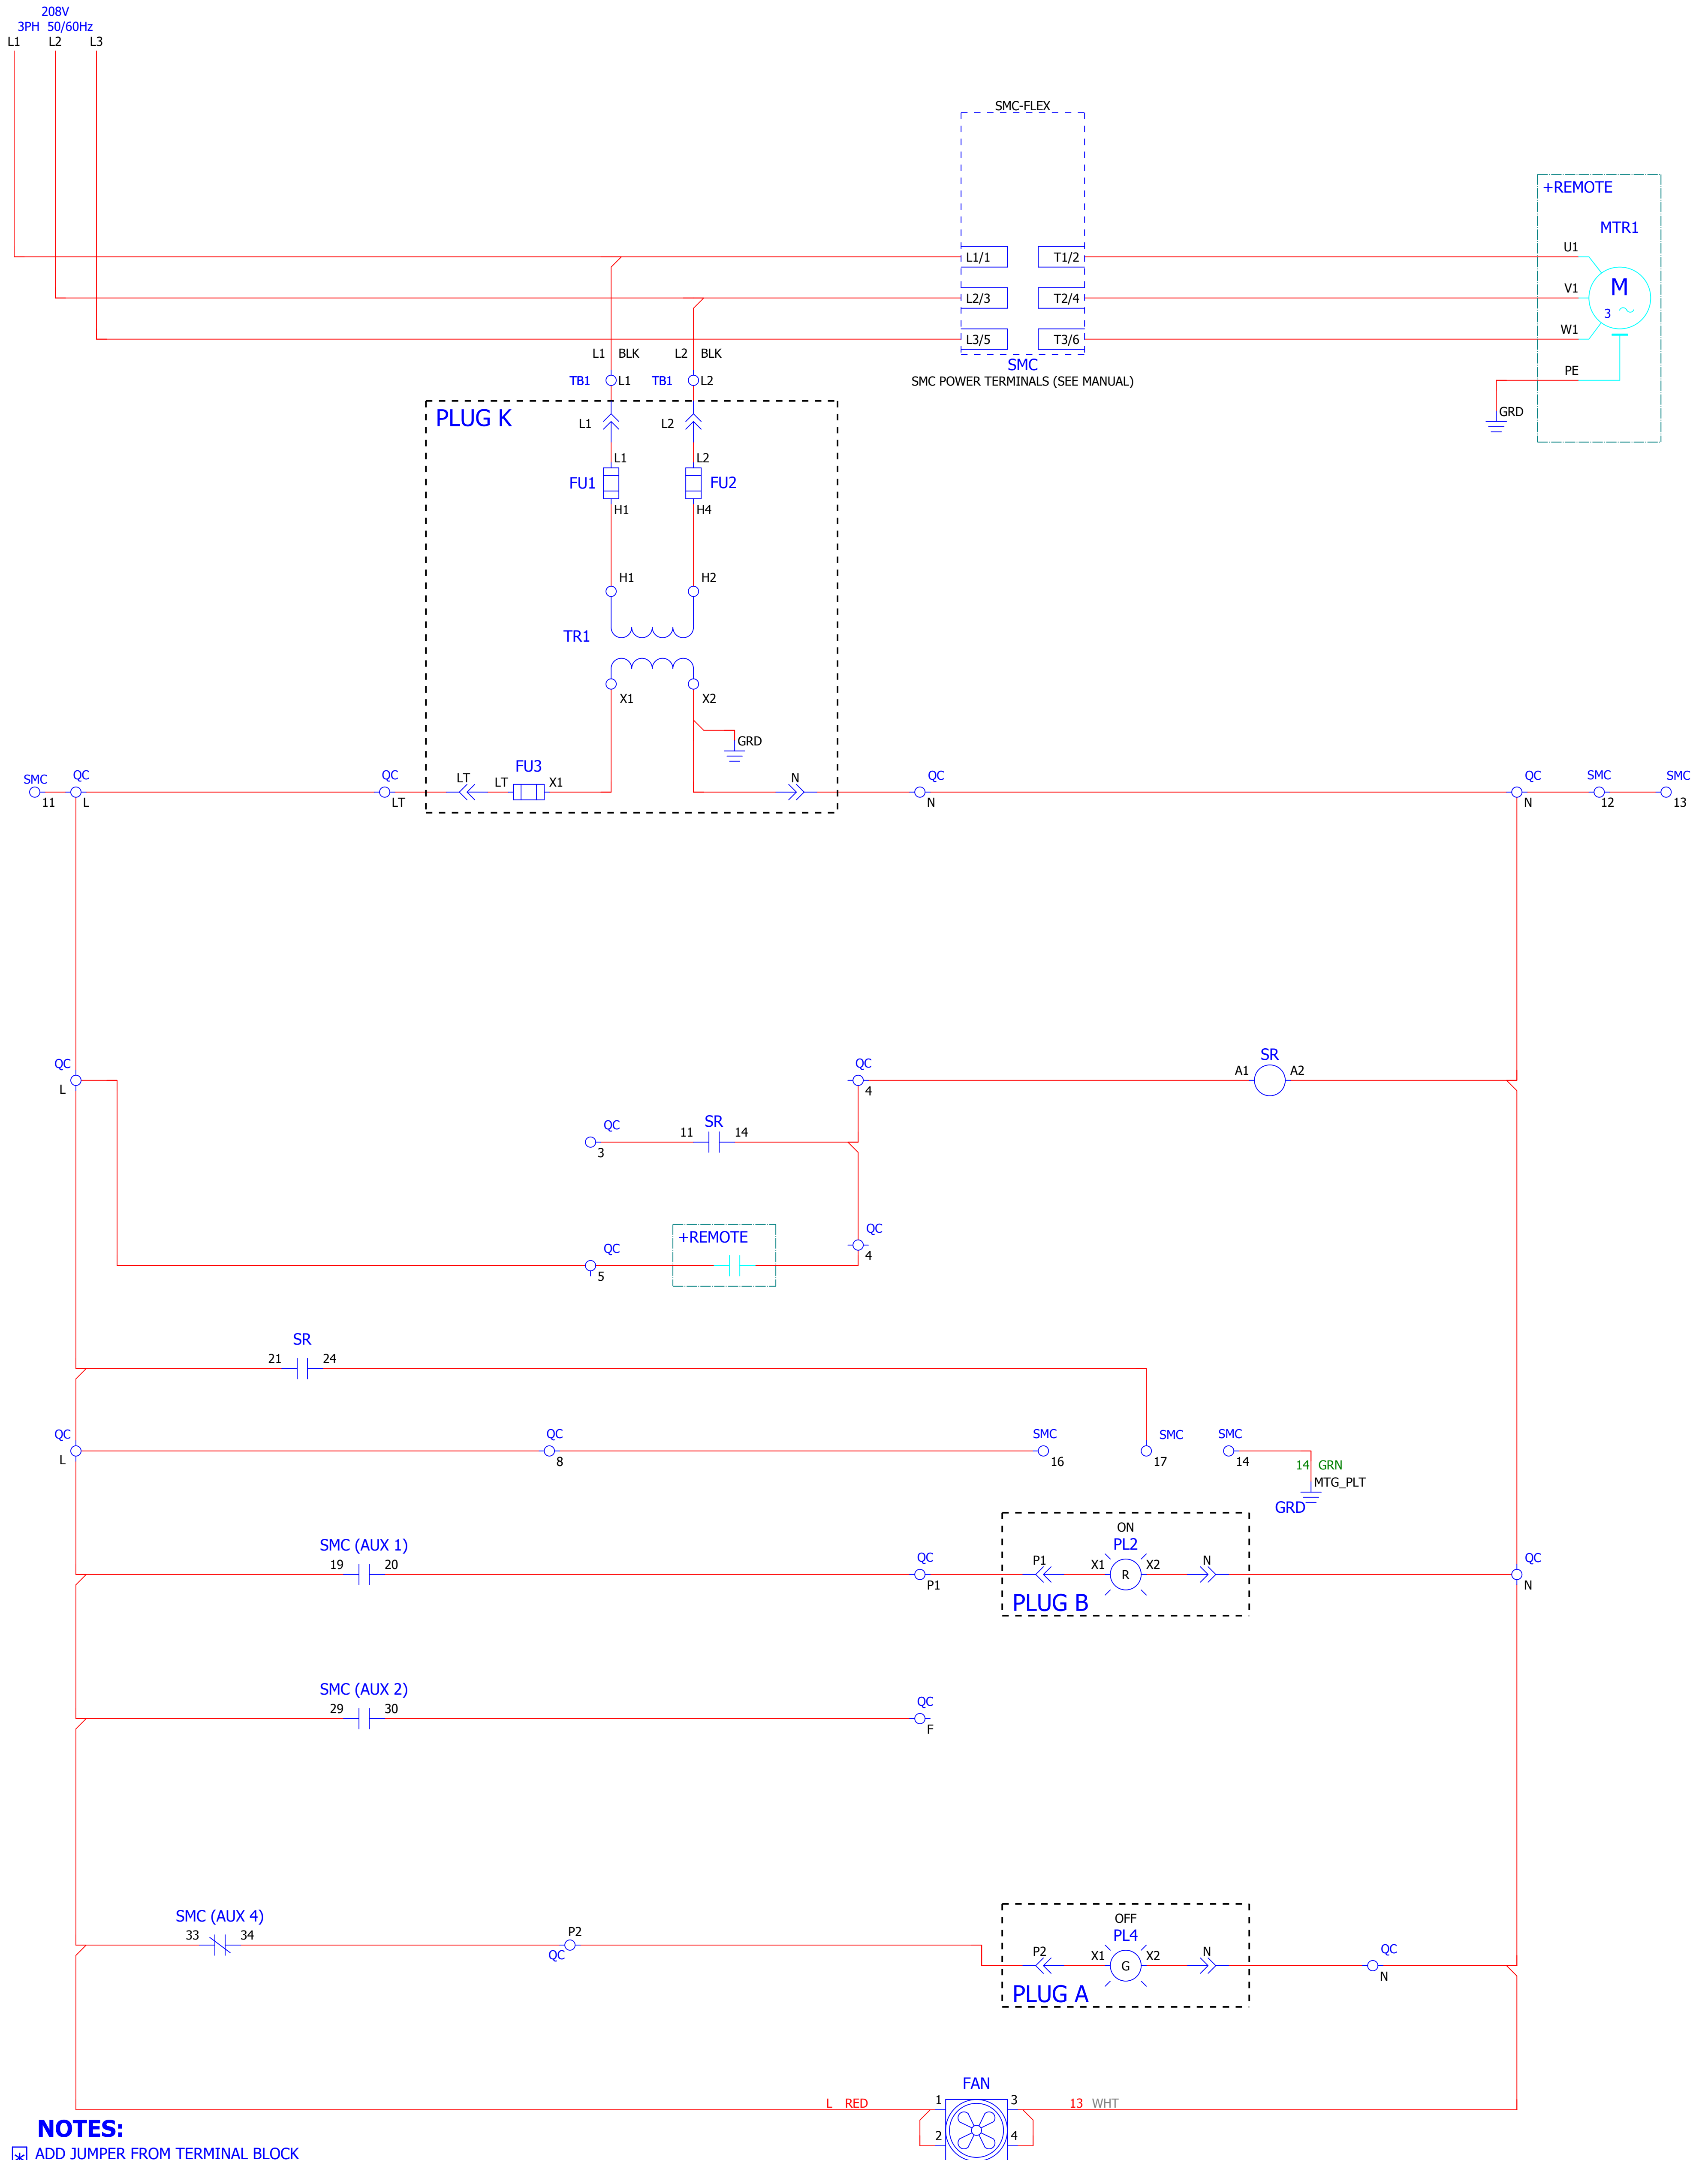 208V
3PH 50/60Hz
L1 L2 L3
SMC-FLEX
+REMOTE
MTR1
L1/1 T1/2 U1
L2/3 T2/4 V1 M
3
L3/5 T3/6 W1
L1 BLK L2 BLK
SMC
SMC POWER TERMINALS (SEE MANUAL)
PE
TB1 L1 TB1 L2
GRD
PLUG K
L1 L2
L1 L2
FU1 FU2
H1 H4
H1 H2
TR1
X1 X2
GRD
SMC QC QC LT LT FU3 X1 N QC QC SMC SMC
11 L LT N N 12 13
QC QC SR
L 4 A1 A2
QC 11 SR 14
3
QC
4
+REMOTE
QC
5
SR
21 24
QC QC SMC SMC SMC
L 8 16 17 14
14 GRN
MTG_PLT
GRD
SMC (AUX 1)
19 20
QC
P1
ON
PL2
P1 X1 R X2 N
PLUG B
QC
N
SMC (AUX 2)
29 30
QC
F
SMC (AUX 4)
33 34
P2
QC
OFF
PL4
P2 X1 G X2 N
PLUG A
QC
N
FAN
L RED 1 3 13 WHT
2 4
NOTES:
* ADD JUMPER FROM TERMINAL BLOCK